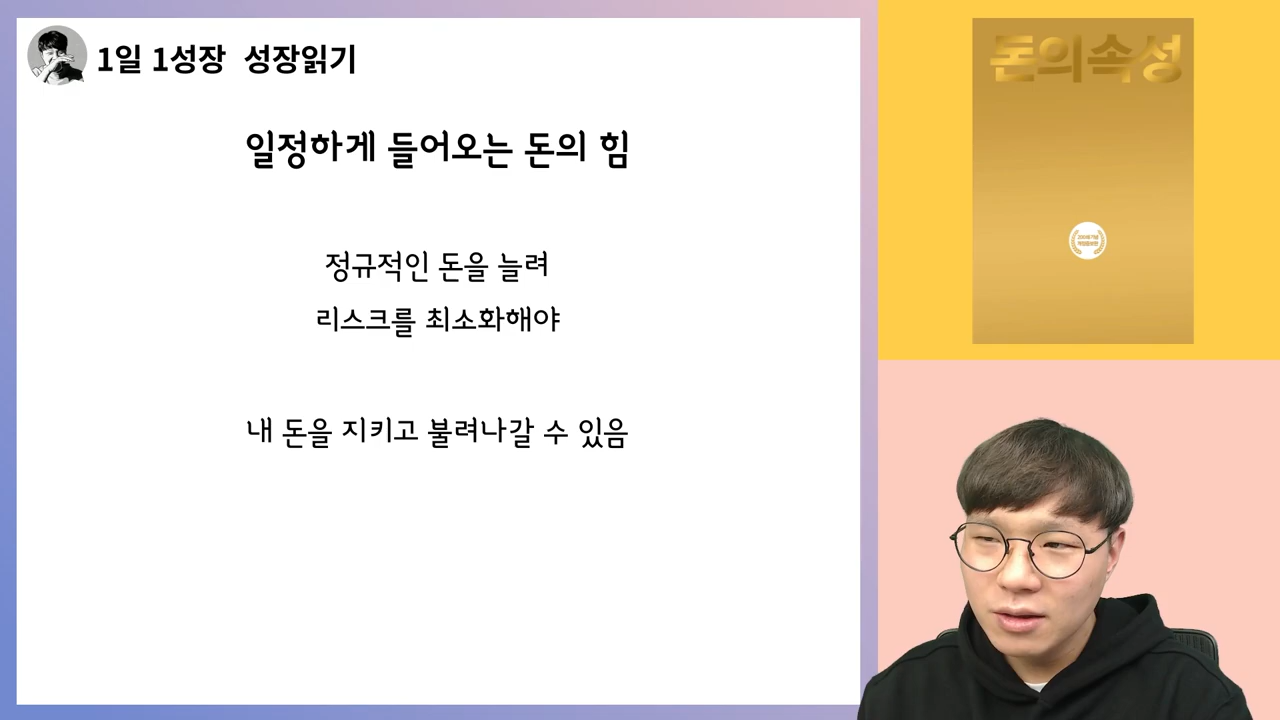 1일 1성장 성장읽기
일정하게 들어오는 돈의 힘
정규적인 돈을 늘려
리스크를 최소화해야
내 돈을 지키고 불려나갈 수 있음
돈의 속성